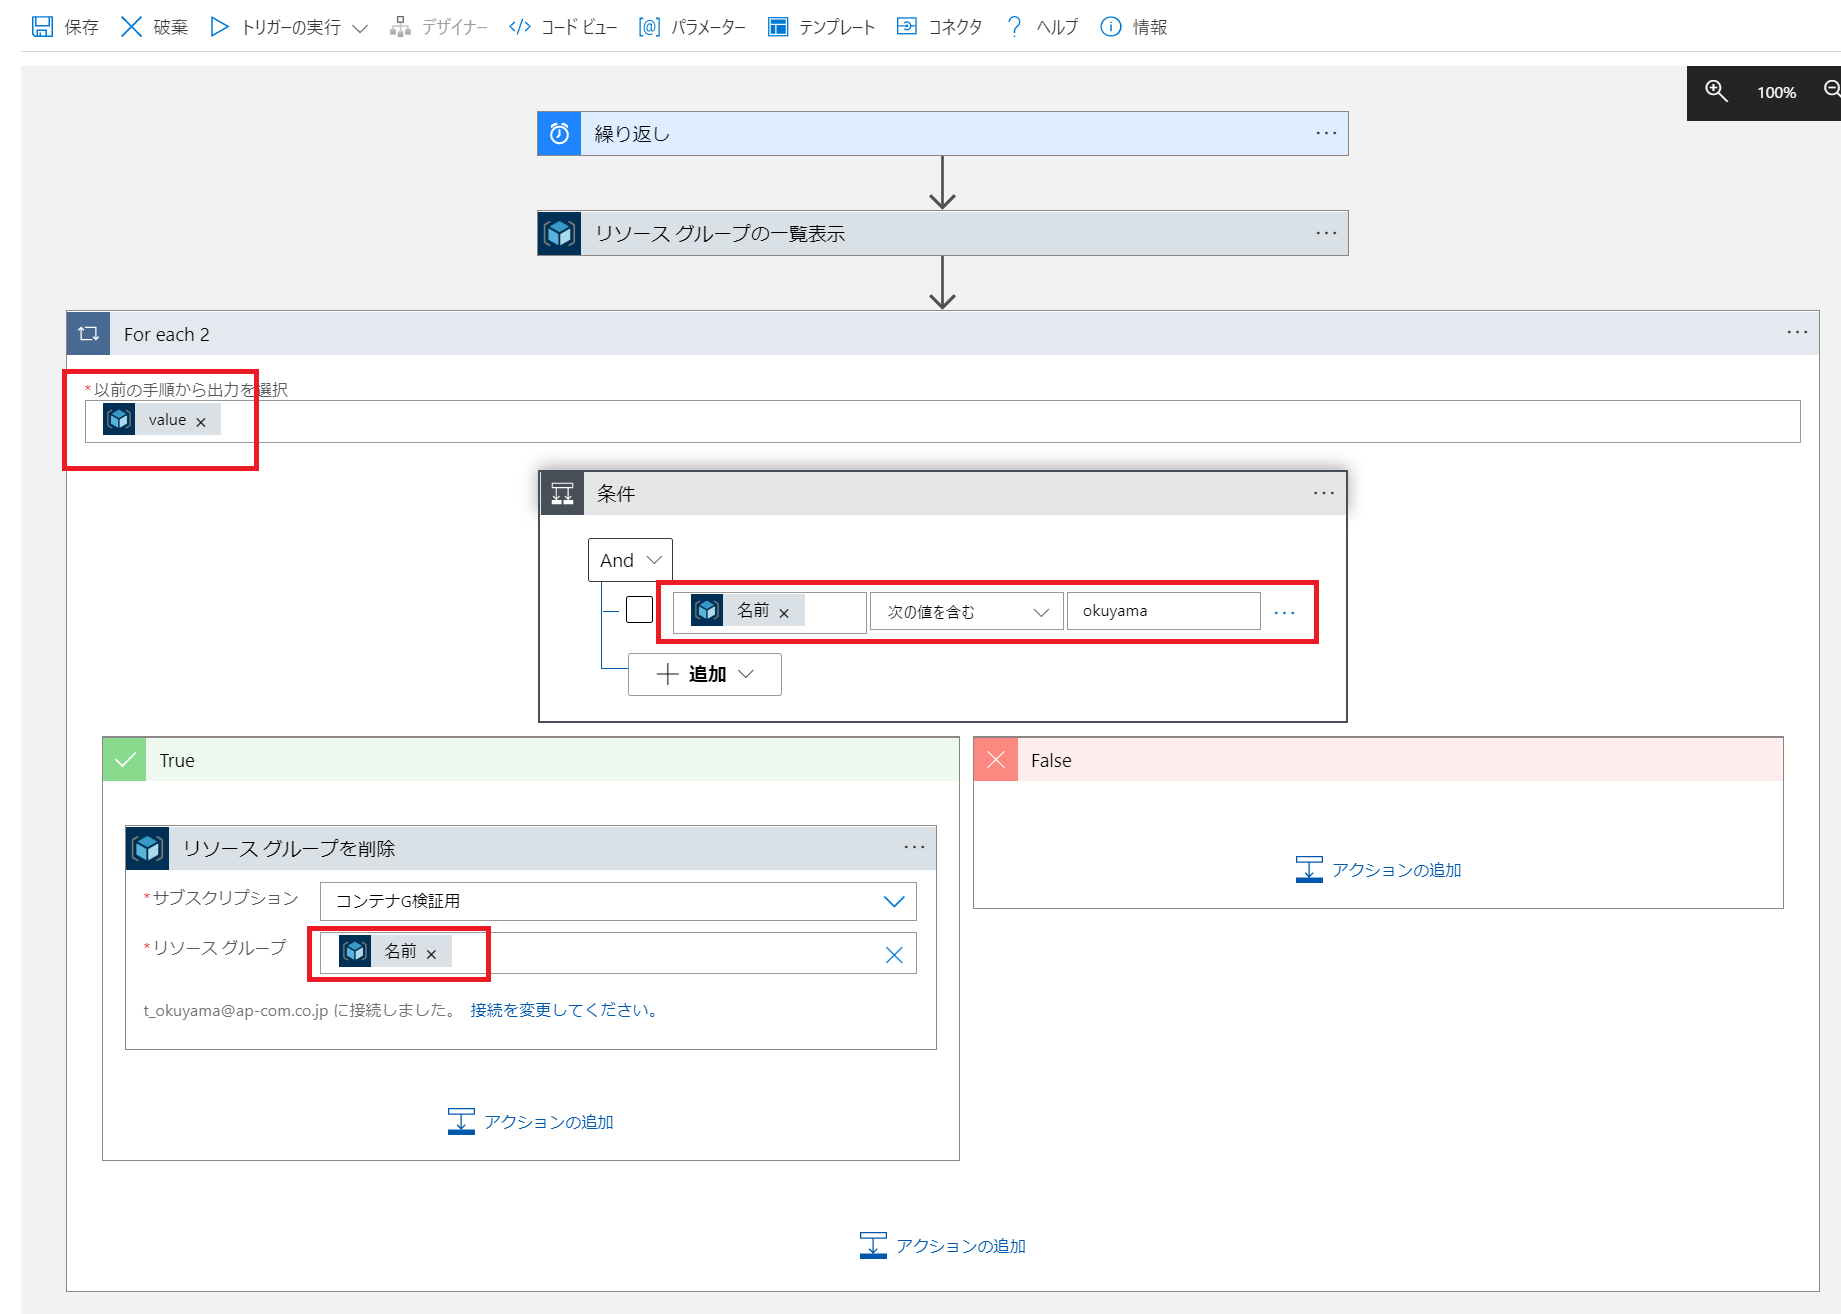 保存 破棄 トリガーの実行 デザイナー コード ビュー パラメーター テンプレート コネクタ ヘルプ 情報
100%
繰り返し
リソース グループの一覧表示
For each 2
*以前の手順から出力を選択
value ×
条件
And
名前 × 次の値を含む okuyama
追加
True
False
リソース グループを削除
アクションの追加
*サブスクリプション コンテナG検証用
*リソース グループ 名前 ×
t_okuyama@ap-com.co.jp に接続しました。 接続を変更してください。
アクションの追加
アクションの追加